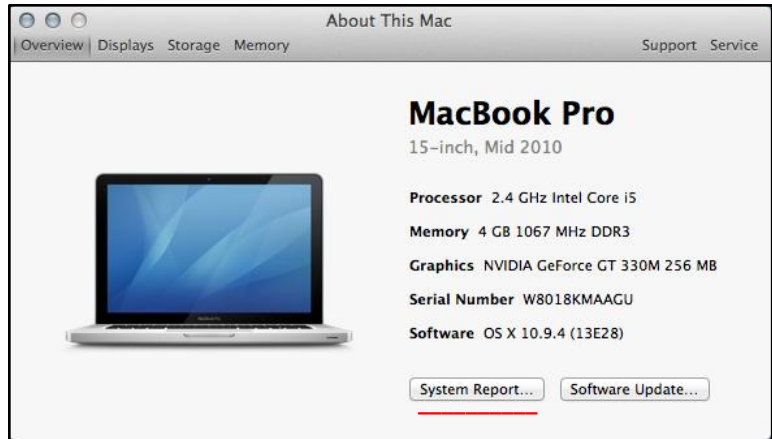 About This Mac
Overview Displays Storage Memory Support Service
MacBook Pro
15-inch, Mid 2010
Processor 2.4 GHz Intel Core i5
Memory 4 GB 1067 MHz DDR3
Graphics NVIDIA GeForce GT 330M 256 MB
Serial Number W8018KMAAGU
Software OS X 10.9.4 (13E28)
System Report... Software Update...